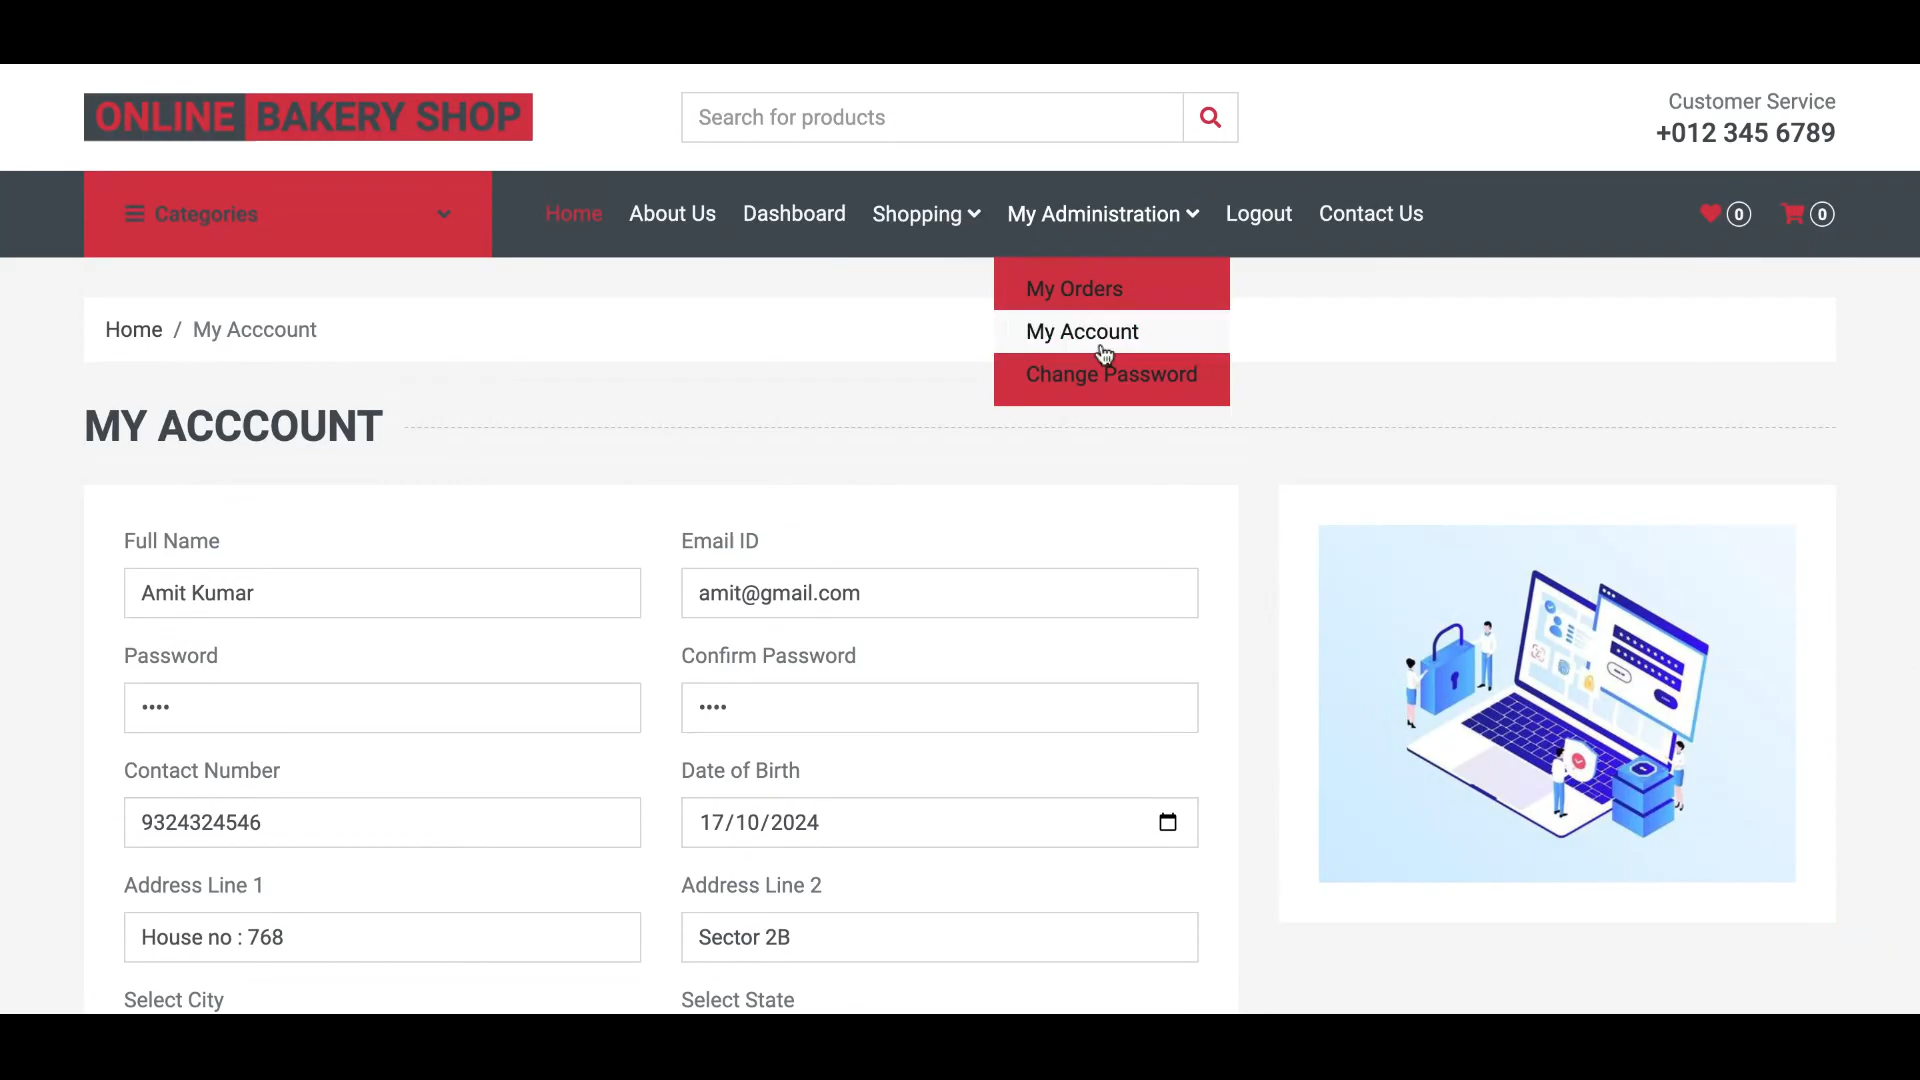 ONLINE BAKERY SHOP
Search for products
Customer Service
+012 345 6789
Categories
Home About Us Dashboard Shopping My Administration Logout Contact Us 0 0
My Orders
My Account
Change Password
Home / My Acccount
MY ACCCOUNT
Full Name Email ID
Amit Kumar amit@gmail.com
Password Confirm Password
•••• ••••
Contact Number Date of Birth
9324324546 17/10/2024
Address Line 1 Address Line 2
House no : 768 Sector 2B
Select City Select State